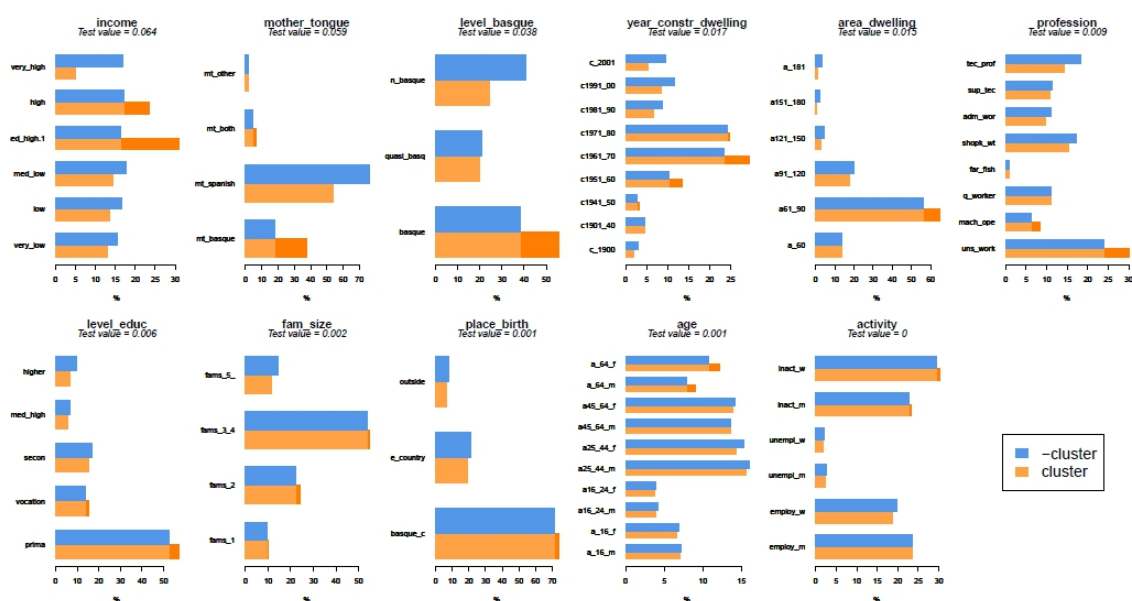 income
Test value = 0.064
very_high
high
ed_high.1
med_low
low
very_low
0 5 10 15 20 25 30
%
mother_tongue
Test value = 0.059
mt_other
mt_both
mt_spanish
mt_basque
0 20 40 60
%
level_basque
Test value = 0.038
n_basque
quasi_basq
basque
0 10 20 30 40 50
%
year_constr_dwelling
Test value = 0.017
c_2001
c1991_00
c1981_90
c1971_80
c1961_70
c1951_60
c1941_50
c1901_40
c_1900
0 5 10 15 20 25
%
area_dwelling
Test value = 0.015
a_181
a151_180
a121_150
a91_120
a61_90
a_60
0 10 20 30 40 50 60
%
profession
Test value = 0.009
tec_prof
sup_tec
adm_wor
shopk_wt
far_fish
q_worker
mach_ope
uns_work
0 5 10 15 20 25 30
%
level_educ
Test value = 0.006
higher
med_high
secon
vocation
prima
0 10 20 30 40 50
%
fam_size
Test value = 0.002
fams_5_
fams_3_4
fams_2
fams_1
0 10 20 30 40 50
%
place_birth
Test value = 0.001
outside
e_country
basque_c
0 10 20 30 40 50 60 70
%
age
Test value = 0.001
a_64_f
a_64_m
a45_64_f
a45_64_m
a25_44_f
a25_44_m
a16_24_f
a16_24_m
a_16_f
a_16_m
0 5 10 15
%
activity
Test value = 0
inact_w
inact_m
unempl_w
unempl_m
employ_w
employ_m
0 5 10 15 20 25 30
%
−cluster
cluster